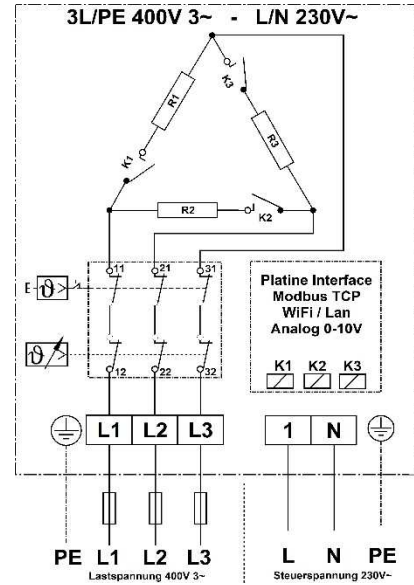 3L/PE 400V 3~ - L/N 230V~
K3
R1
R3
K1
R2
K2
11 21 31
E ϑ >
Platine Interface
Modbus TCP
WiFi / Lan
Analog 0-10V
ϑ >
K1 K2 K3
12 22 32
L1 L2 L3
1 N
PE L1 L2 L3
L N PE
Lastspannung 400V 3~
Steuerspannung 230V~